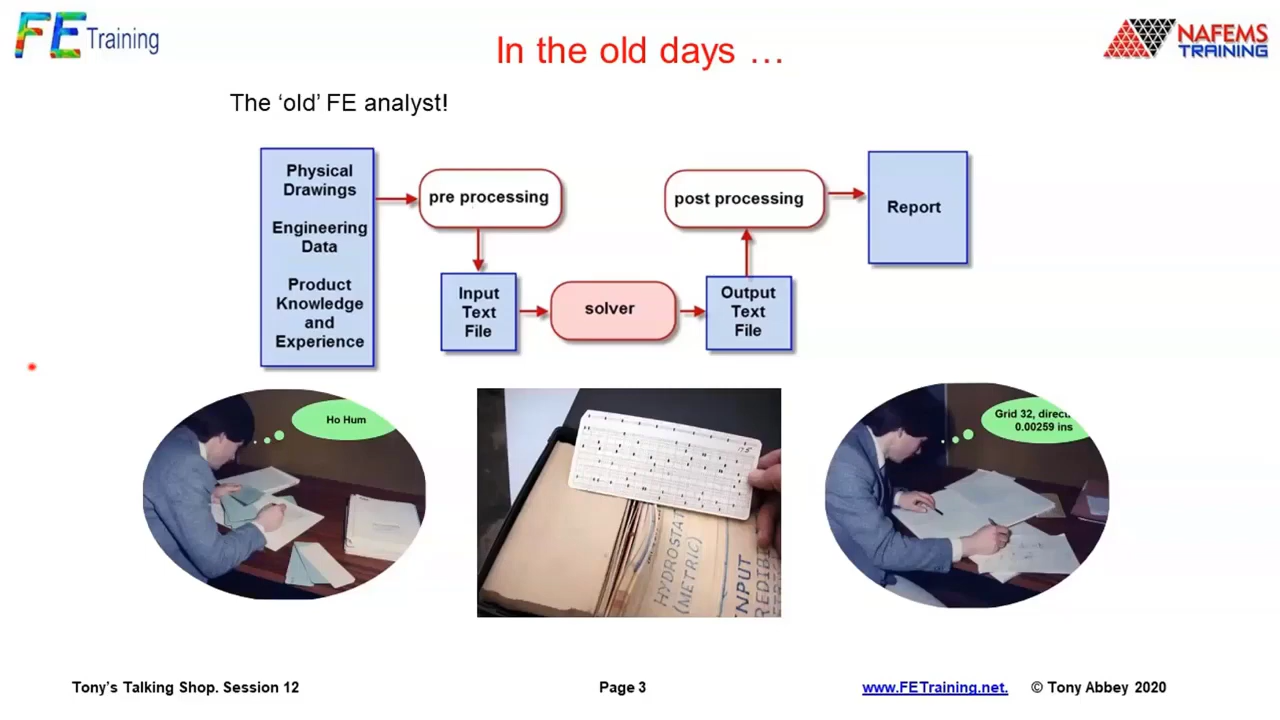 FE Training
In the old days …
NAFEMS
TRAINING
The ‘old’ FE analyst!
Physical
Drawings
Engineering
Data
Product
Knowledge
and
Experience
pre processing
Input
Text
File
solver
Output
Text
File
post processing
Report
Ho Hum
175
HYDROSTAT
(METRIC)
INPUT
Grid 32,
0.00259 ins
Tony’s Talking Shop. Session 12
Page 3
www.FETraining.net.
© Tony Abbey 2020